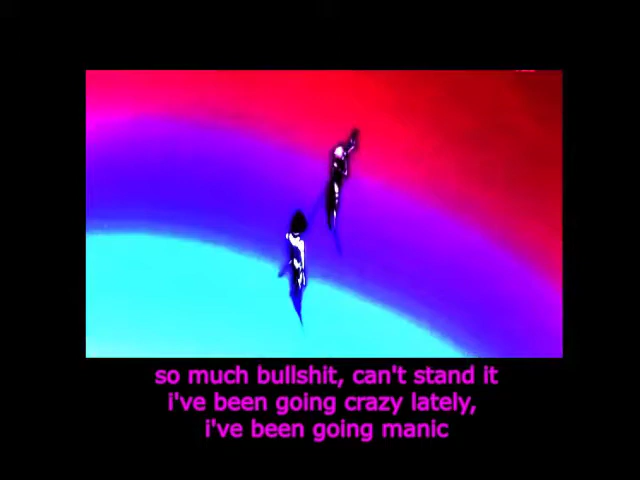 so much bullshit, can't stand it
i've been going crazy lately,
i've been going manic